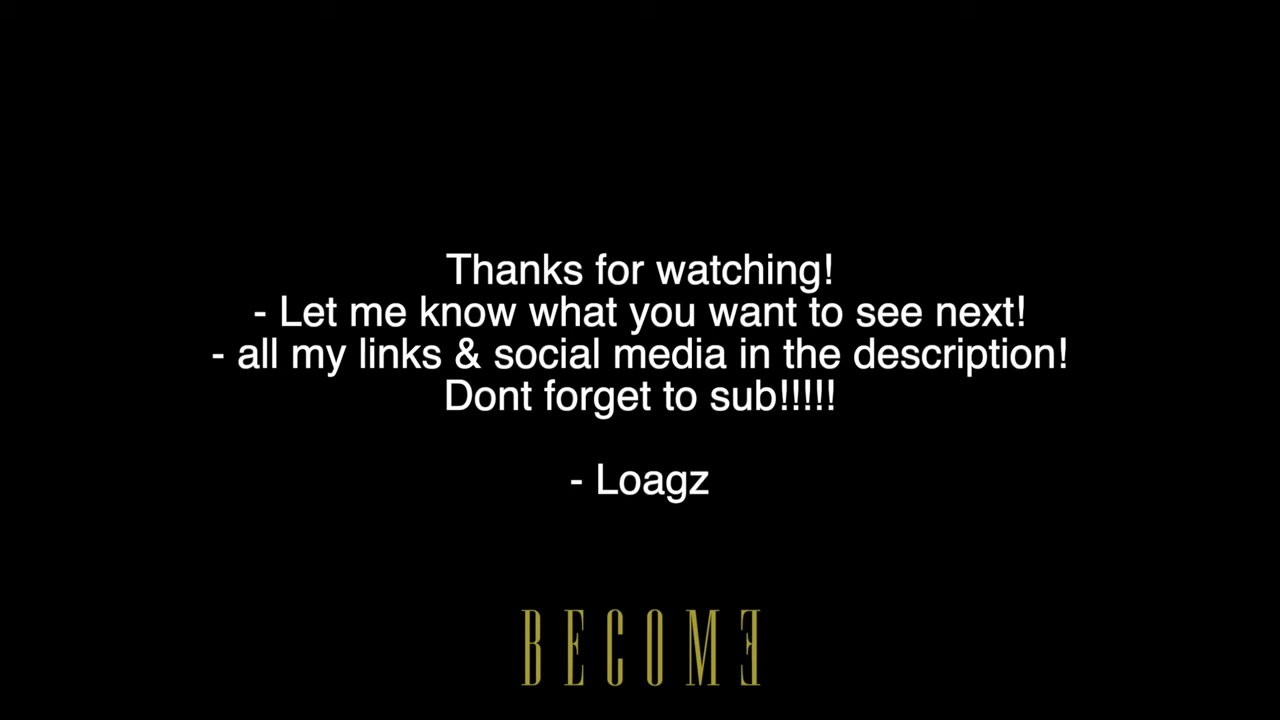 Thanks for watching!
- Let me know what you want to see next!
- all my links & social media in the description!
Dont forget to sub!!!!!
- Loagz
BECOME